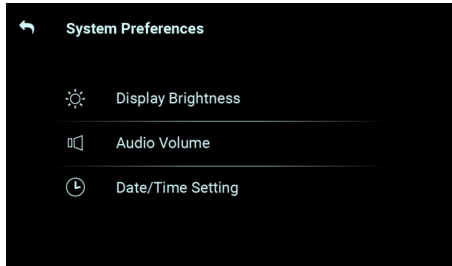 System Preferences
Display Brightness
Audio Volume
Date/Time Setting